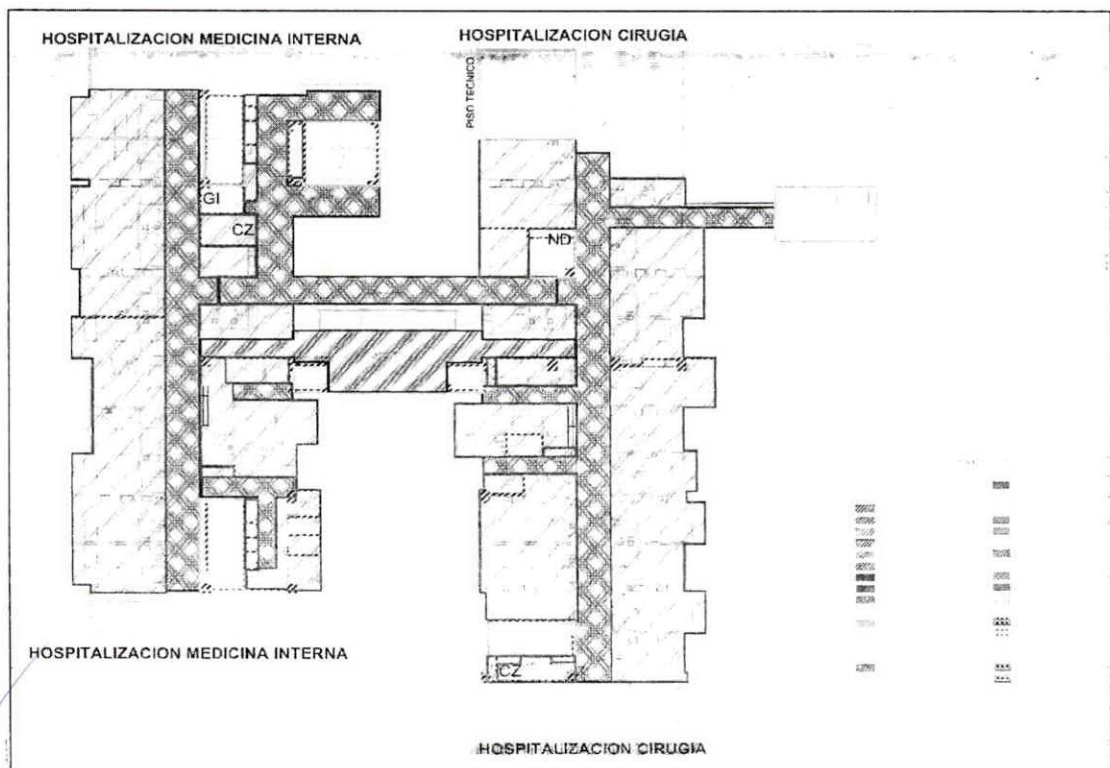 HOSPITALIZACION MEDICINA INTERNA
HOSPITALIZACION CIRUGIA
PISO TECNICO
GI
CZ
ND
HOSPITALIZACION MEDICINA INTERNA
CZ
HOSPITALIZACION CIRUGIA